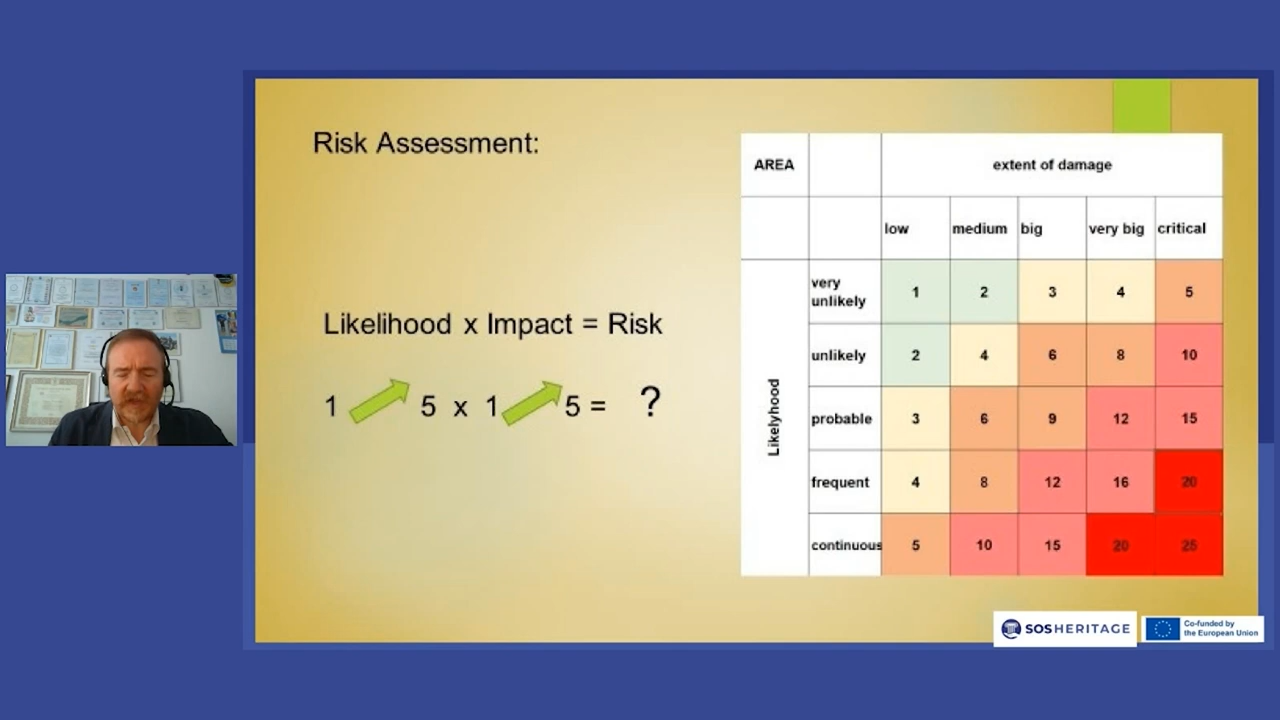 Risk Assessment:
Likelihood x Impact = Risk
1 5 x 1 5 = ?
AREA extent of damage
low medium big very big critical
Likelyhood
very
unlikely 1 2 3 4 5
unlikely 2 4 6 8 10
probable 3 6 9 12 15
frequent 4 8 12 16 20
continuous 5 10 15 20 25
SOSHERITAGE
Co-funded by
the European Union